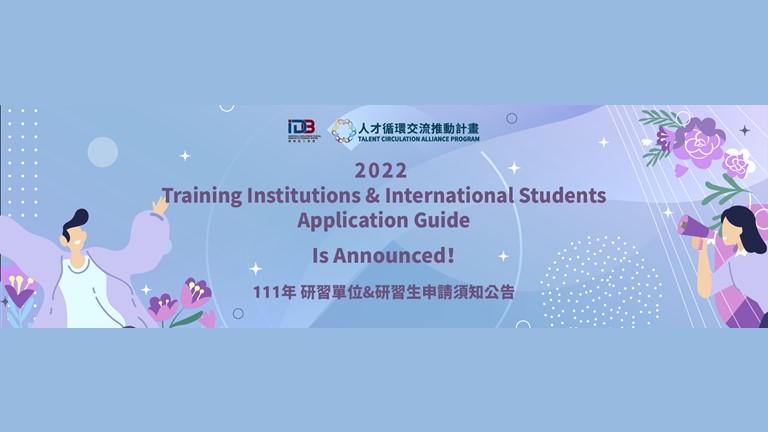 IDB
人才循環交流推動計畫
TALENT CIRCULATION ALLIANCE PROGRAM
2022
Training Institutions & International Students
Application Guide
Is Announced!
111年 研習單位&研習生申請須知公告